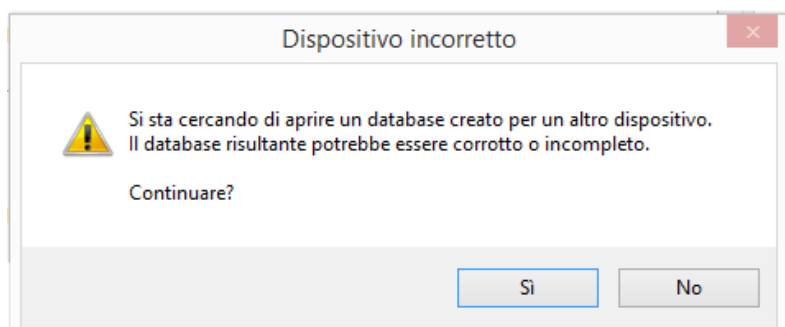 Dispositivo incorretto
Si sta cercando di aprire un database creato per un altro dispositivo.
Il database risultante potrebbe essere corrotto o incompleto.
Continuare?
Sì
No